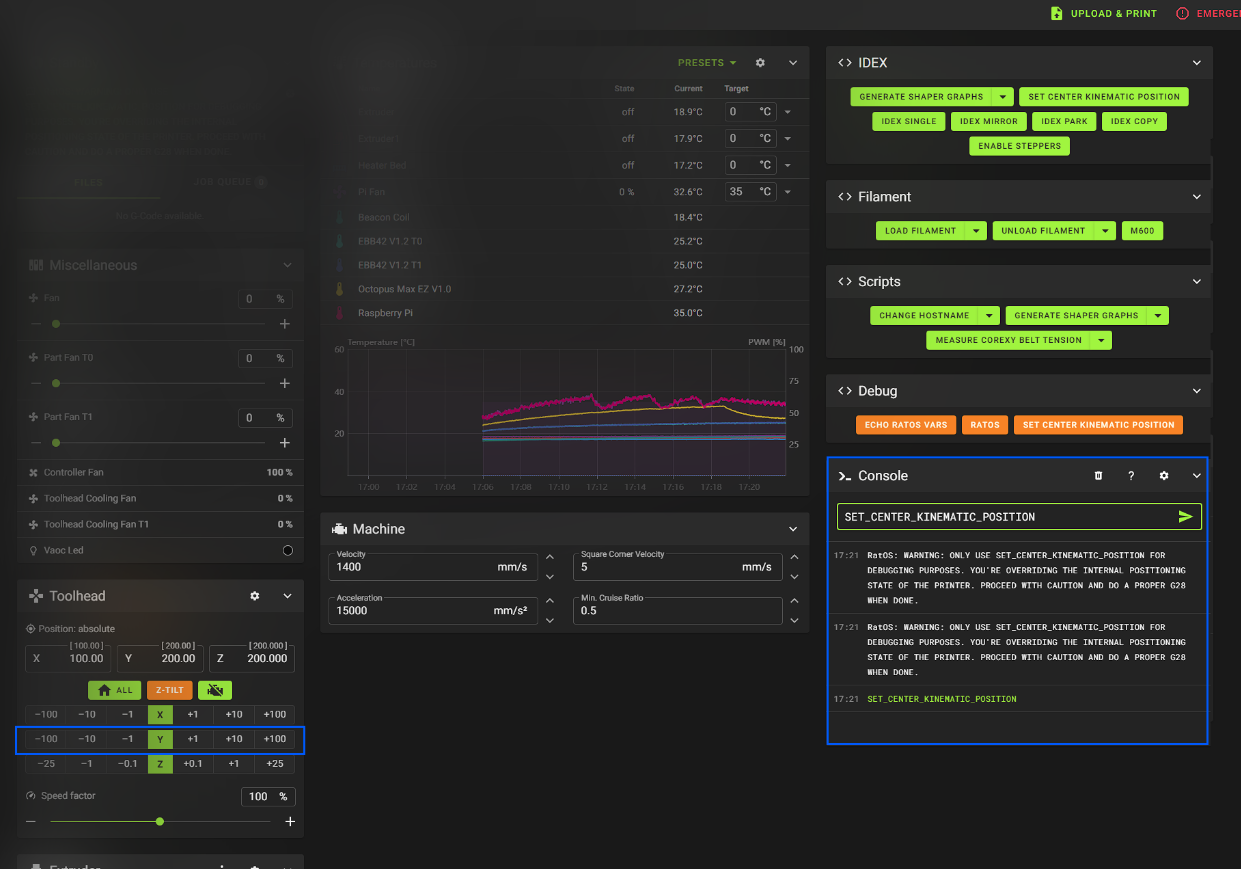 UPLOAD & PRINT
EMERGE
FILES
JOB QUEUE
No G-Code available
Miscellaneous
Fan
0 %
Part Fan T0
0 %
Part Fan T1
0 %
Controller Fan 100 %
Toolhead Cooling Fan 0 %
Toolhead Cooling Fan T1 0 %
Vaoc Led
Toolhead
Position: absolute
[ 100.00] [200.00] [200.000]
X 100.00 Y 200.00 Z 200.000
ALL Z-TILT
−100 −10 −1 X +1 +10 +100
−100 −10 −1 Y +1 +10 +100
−25 −1 −0.1 Z +0.1 +1 +25
Speed factor
100 %
Extruder
PRESETS
State Current Target
off 18.9°C 0 °C
Extruder1 off 17.9°C 0 °C
Heater Bed off 17.2°C 0 °C
Pi Fan 0 % 32.6°C 35 °C
Beacon Coil 18.4°C
EBB42 V1.2 T0 25.2°C
EBB42 V1.2 T1 25.0°C
Octopus Max EZ V1.0 27.2°C
Raspberry Pi 35.0°C
Temperature [°C] PWM [%]
60 100
75
40
50
20
25
17:00 17:02 17:04 17:06 17:08 17:10 17:12 17:14 17:16 17:18 17:20
Machine
Velocity
1400 mm/s
Square Corner Velocity
5 mm/s
Acceleration
15000 mm/s²
Min. Cruise Ratio
0.5
IDEX
GENERATE SHAPER GRAPHS
SET CENTER KINEMATIC POSITION
IDEX SINGLE
IDEX MIRROR
IDEX PARK
IDEX COPY
ENABLE STEPPERS
Filament
LOAD FILAMENT
UNLOAD FILAMENT
M600
Scripts
CHANGE HOSTNAME
GENERATE SHAPER GRAPHS
MEASURE COREXY BELT TENSION
Debug
ECHO RATOS VARS
RATOS
SET CENTER KINEMATIC POSITION
Console
SET_CENTER_KINEMATIC_POSITION
17:21 RatOS: WARNING: ONLY USE SET_CENTER_KINEMATIC_POSITION FOR
DEBUGGING PURPOSES. YOU'RE OVERRIDING THE INTERNAL POSITIONING
STATE OF THE PRINTER. PROCEED WITH CAUTION AND DO A PROPER G28
WHEN DONE.
17:21 RatOS: WARNING: ONLY USE SET_CENTER_KINEMATIC_POSITION FOR
DEBUGGING PURPOSES. YOU'RE OVERRIDING THE INTERNAL POSITIONING
STATE OF THE PRINTER. PROCEED WITH CAUTION AND DO A PROPER G28
WHEN DONE.
17:21 SET_CENTER_KINEMATIC_POSITION